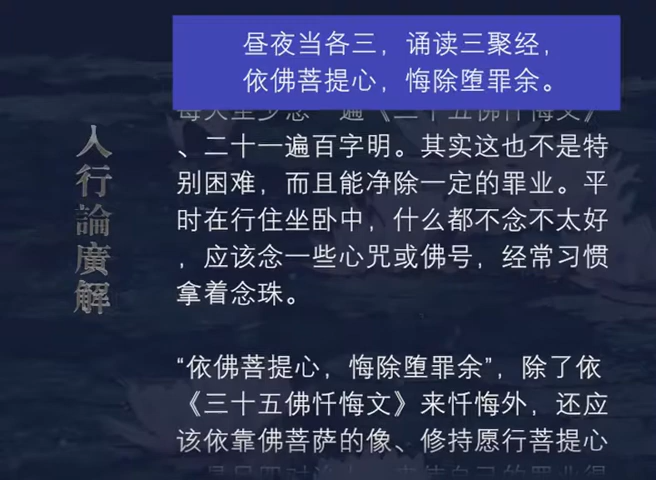 昼夜当各三，诵读三聚经，
依佛菩提心，悔除堕罪余。
入行論廣解
、二十一遍百字明。其实这也不是特
别困难，而且能净除一定的罪业。平
时在行住坐卧中，什么都不念不太好
，应该念一些心咒或佛号，经常习惯
拿着念珠。
“依佛菩提心，悔除堕罪余”，除了依
《三十五佛忏悔文》来忏悔外，还应
该依靠佛菩萨的像、修持愿行菩提心